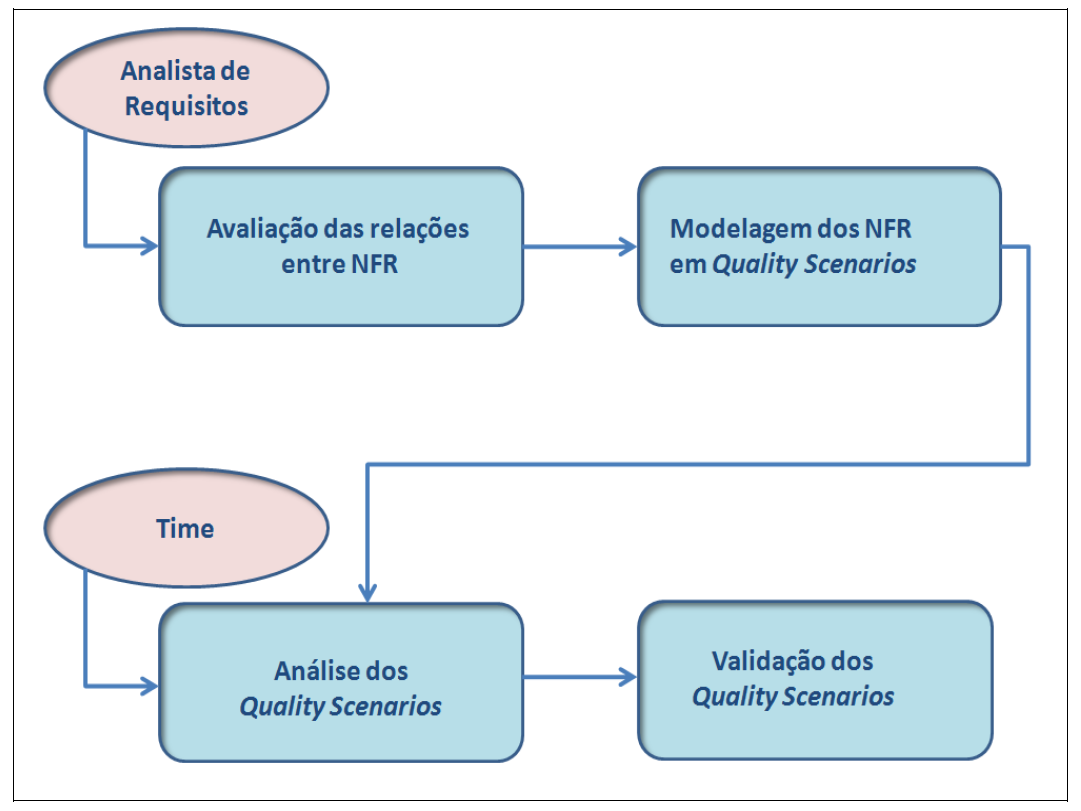 Analista de
Requisitos
Avaliação das relações
entre NFR
Modelagem dos NFR
em Quality Scenarios
Time
Análise dos
Quality Scenarios
Validação dos
Quality Scenarios